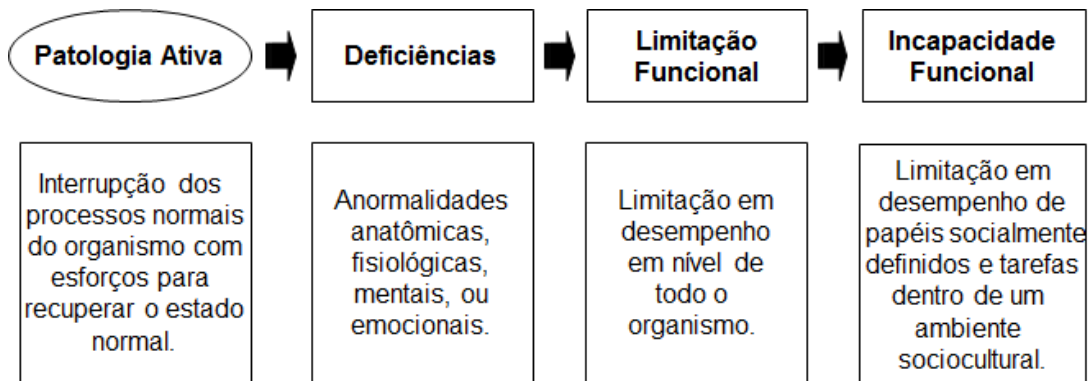 Patologia Ativa
Deficiências
Limitação
Funcional
Incapacidade
Funcional
Interrupção dos
processos normais
do organismo com
esforços para
recuperar o estado
normal.
Anormalidades
anatômicas,
fisiológicas,
mentais, ou
emocionais.
Limitação em
desempenho
em nível de
todo o
organismo.
Limitação em
desempenho de
papéis socialmente
definidos e tarefas
dentro de um
ambiente
sociocultural.